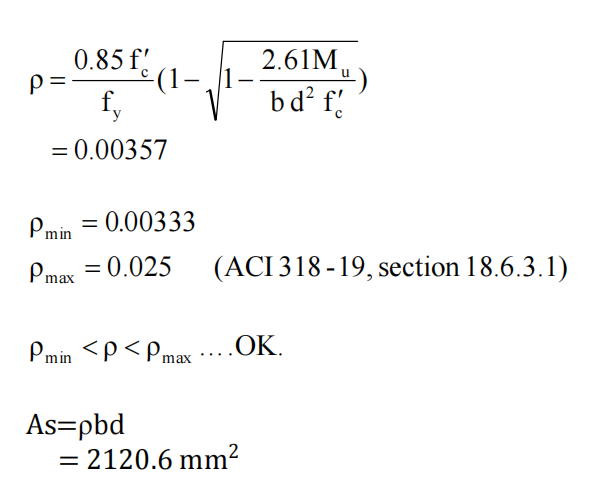 ρ = 0.85 f′c / fy (1 − √(1 − 2.61Mu / b d² f′c))
= 0.00357
ρmin = 0.00333
ρmax = 0.025 (ACI 318 - 19, section 18.6.3.1)
ρmin < ρ < ρmax ....OK.
As=ρbd
= 2120.6 mm²